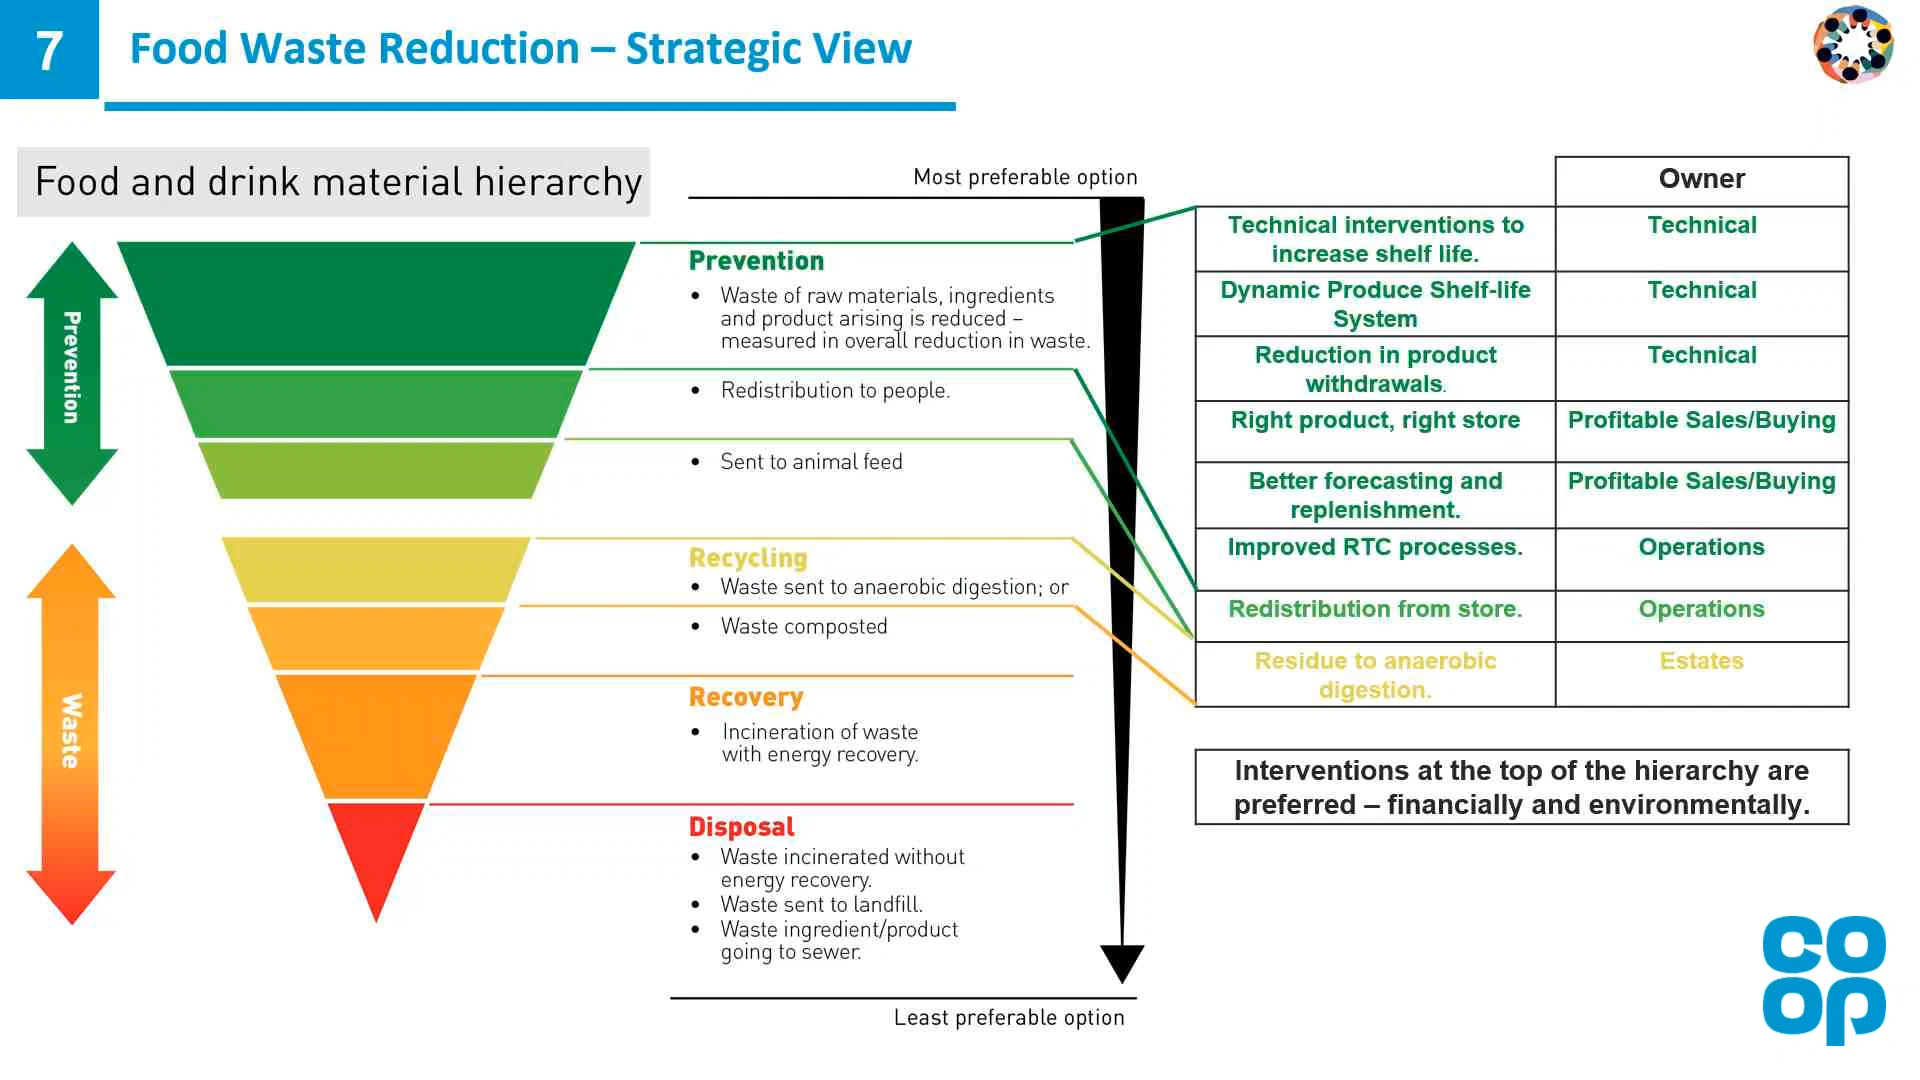 7
Food Waste Reduction – Strategic View
Food and drink material hierarchy
Prevention
Waste
Most preferable option
Prevention
• Waste of raw materials, ingredients
and product arising is reduced –
measured in overall reduction in waste.
• Redistribution to people.
• Sent to animal feed
Recycling
• Waste sent to anaerobic digestion; or
• Waste composted
Recovery
• Incineration of waste
with energy recovery.
Disposal
• Waste incinerated without
energy recovery.
• Waste sent to landfill.
• Waste ingredient/product
going to sewer.
Least preferable option
Owner
Technical interventions to
increase shelf life.
Technical
Dynamic Produce Shelf-life
System
Technical
Reduction in product
withdrawals.
Technical
Right product, right store
Profitable Sales/Buying
Better forecasting and
replenishment.
Profitable Sales/Buying
Improved RTC processes.
Operations
Redistribution from store.
Operations
Residue to anaerobic
digestion.
Estates
Interventions at the top of the hierarchy are
preferred – financially and environmentally.
co
op